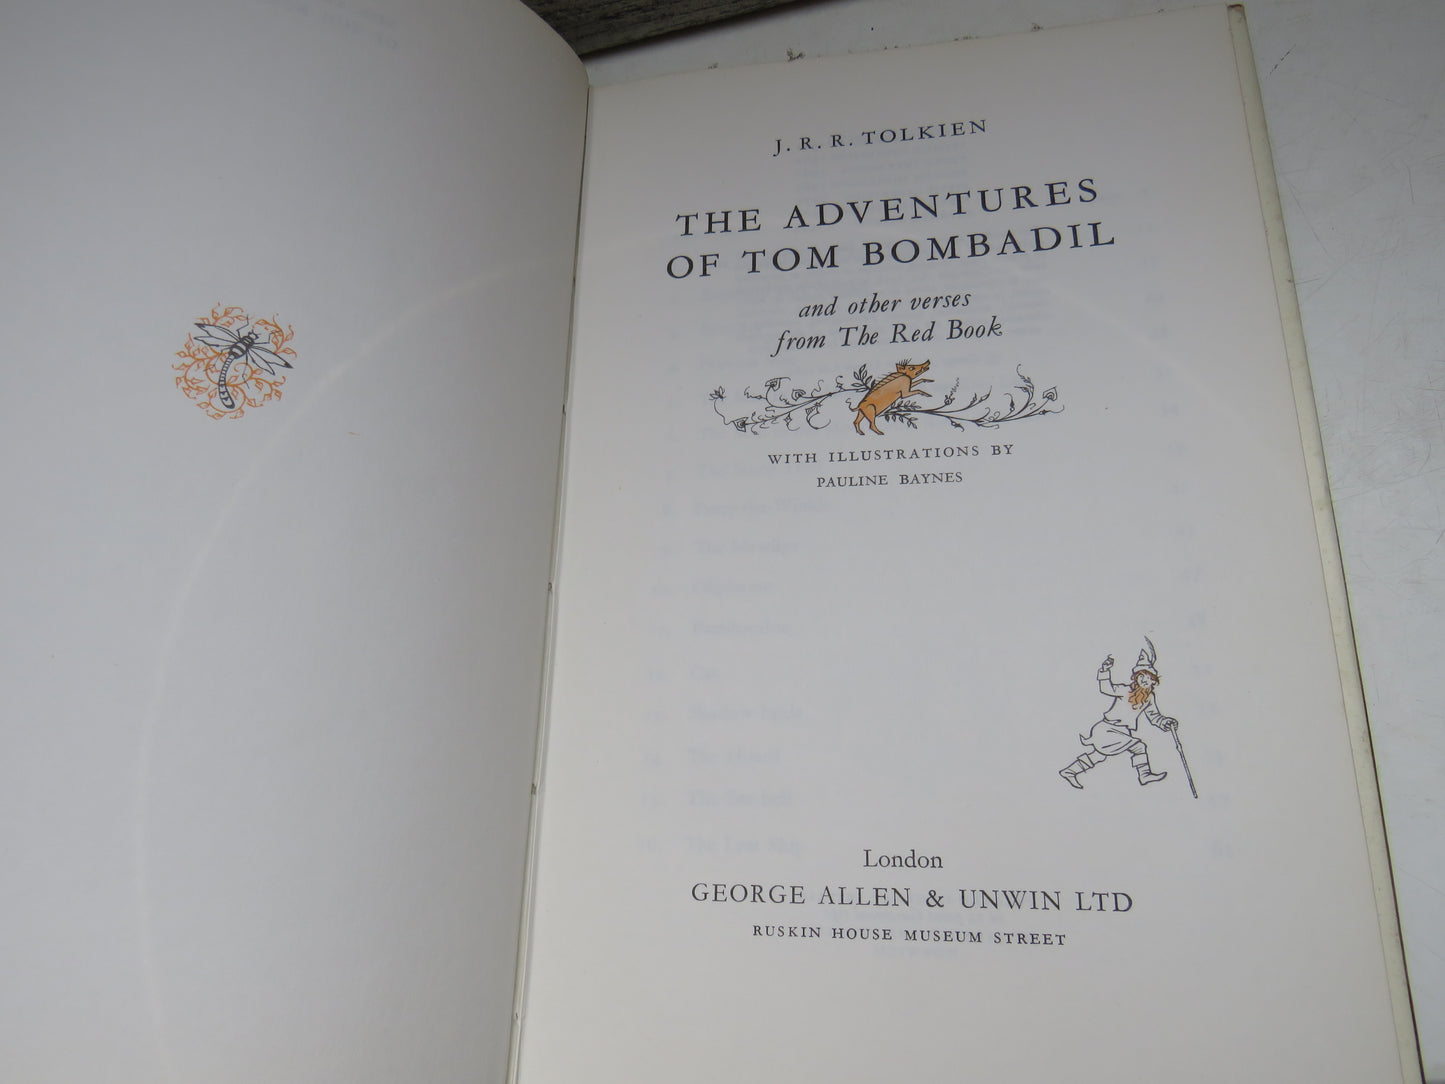 J. R. R. TOLKIEN
THE ADVENTURES
OF TOM BOMBADIL
and other verses
from The Red Book
WITH ILLUSTRATIONS BY
PAULINE BAYNES
London
GEORGE ALLEN & UNWIN LTD
RUSKIN HOUSE MUSEUM STREET